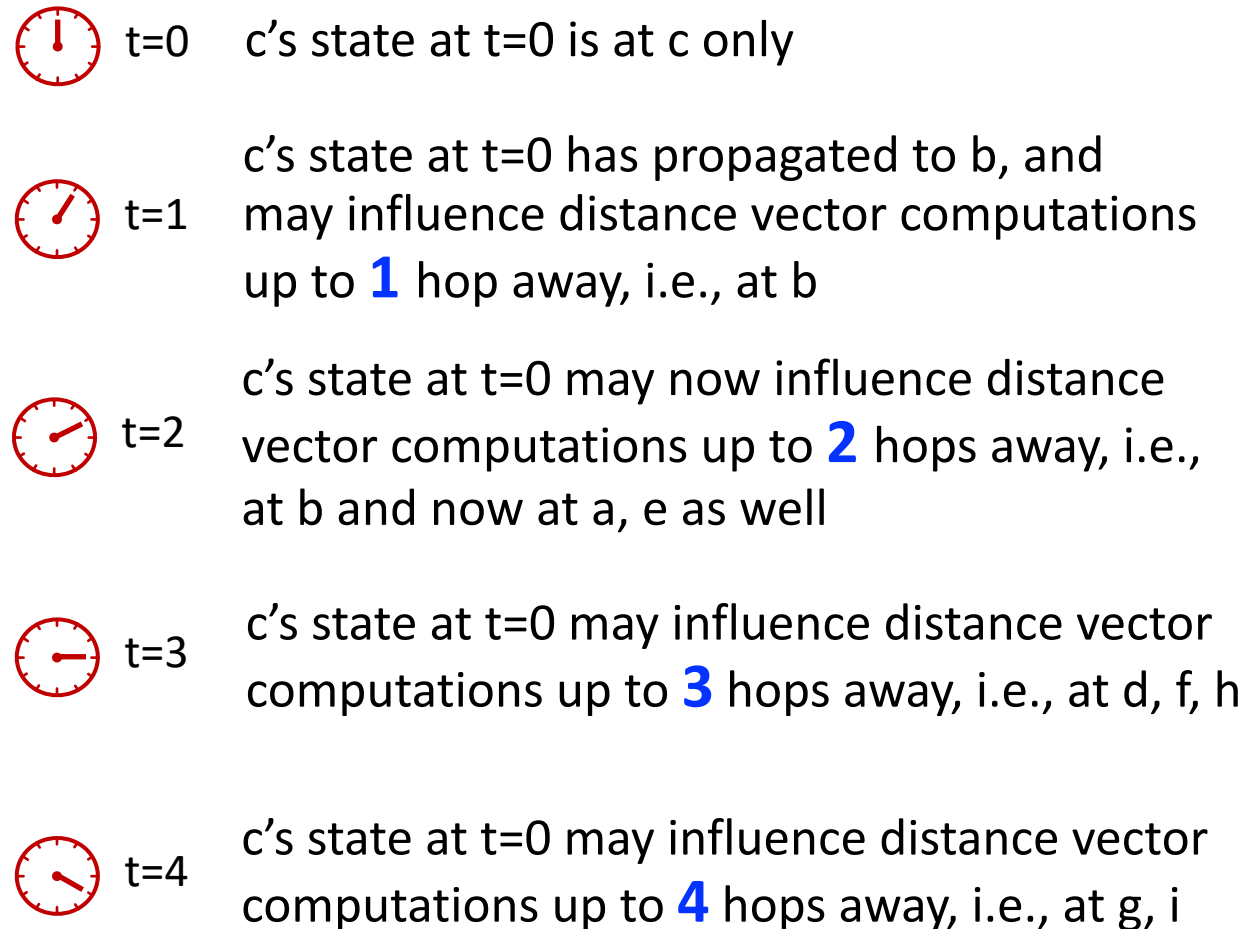 t=0 c’s state at t=0 is at c only
c’s state at t=0 has propagated to b, and
t=1 may influence distance vector computations
up to 1 hop away, i.e., at b
c’s state at t=0 may now influence distance
t=2 vector computations up to 2 hops away, i.e.,
at b and now at a, e as well
c’s state at t=0 may influence distance vector
t=3 computations up to 3 hops away, i.e., at d, f, h
c’s state at t=0 may influence distance vector
t=4 computations up to 4 hops away, i.e., at g, i